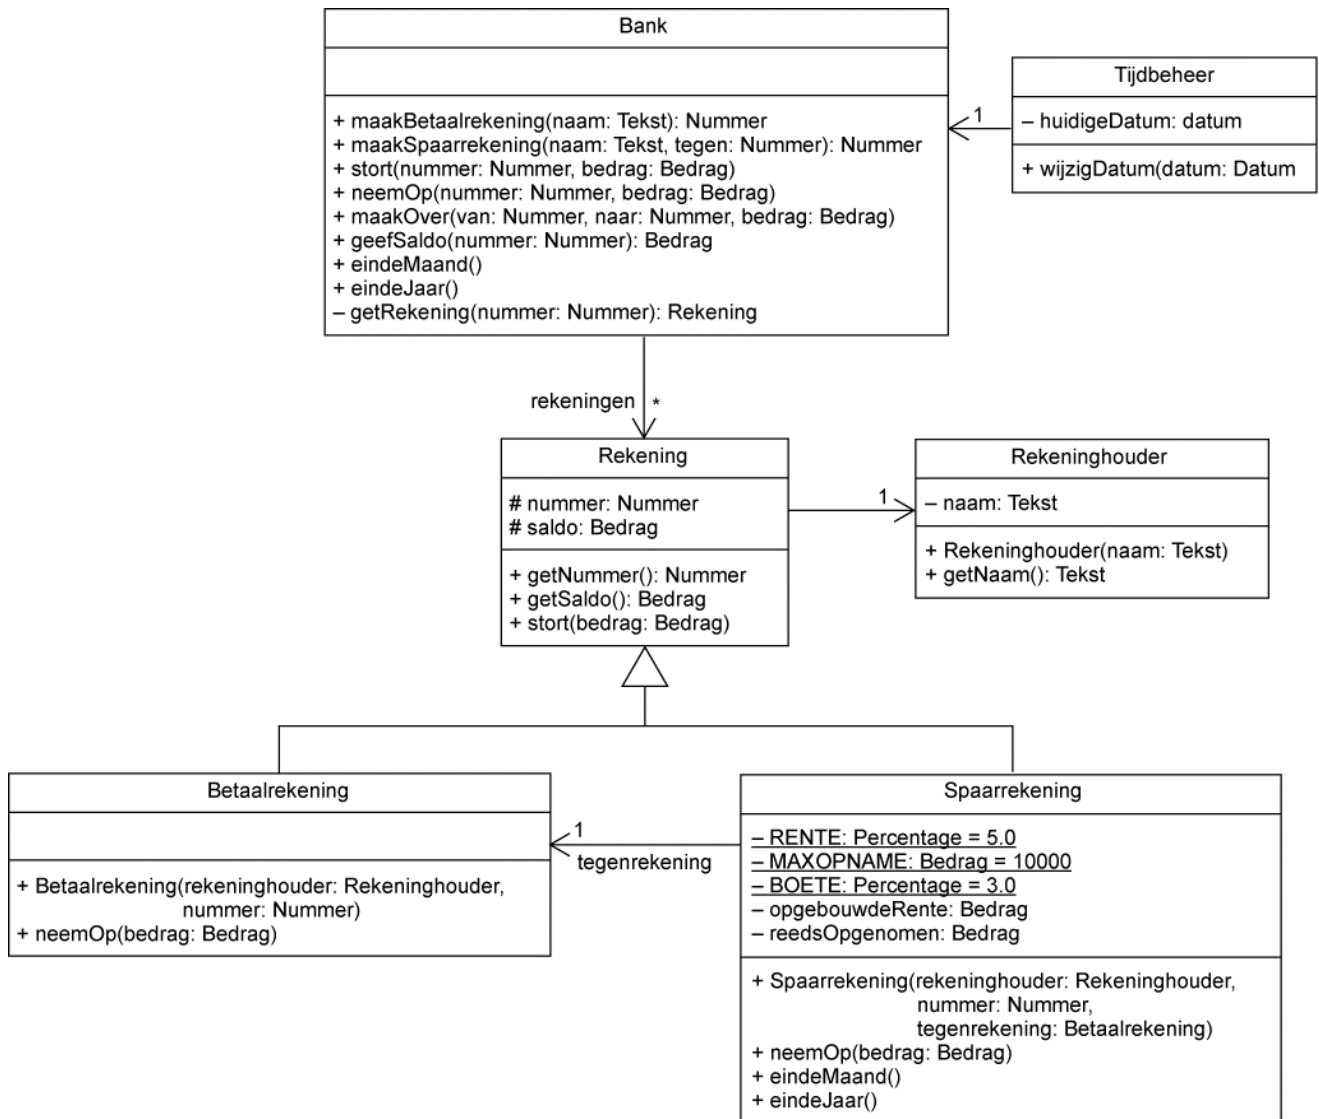 Bank
+ maakBetaalrekening(naam: Tekst): Nummer
+ maakSpaarrekening(naam: Tekst, tegen: Nummer): Nummer
+ stort(nummer: Nummer, bedrag: Bedrag)
+ neemOp(nummer: Nummer, bedrag: Bedrag)
+ maakOver(van: Nummer, naar: Nummer, bedrag: Bedrag)
+ geefSaldo(nummer: Nummer): Bedrag
+ eindeMaand()
+ eindeJaar()
– getRekening(nummer: Nummer): Rekening
1
Tijdbeheer
– huidigeDatum: datum
+ wijzigDatum(datum: Datum
rekeningen *
Rekening
# nummer: Nummer
# saldo: Bedrag
+ getNummer(): Nummer
+ getSaldo(): Bedrag
+ stort(bedrag: Bedrag)
1
Rekeninghouder
– naam: Tekst
+ Rekeninghouder(naam: Tekst)
+ getNaam(): Tekst
Betaalrekening
+ Betaalrekening(rekeninghouder: Rekeninghouder,
nummer: Nummer)
+ neemOp(bedrag: Bedrag)
1
tegenrekening
Spaarrekening
– RENTE: Percentage = 5.0
– MAXOPNAME: Bedrag = 10000
– BOETE: Percentage = 3.0
– opgebouwdeRente: Bedrag
– reedsOpgenomen: Bedrag
+ Spaarrekening(rekeninghouder: Rekeninghouder,
nummer: Nummer,
tegenrekening: Betaalrekening)
+ neemOp(bedrag: Bedrag)
+ eindeMaand()
+ eindeJaar()